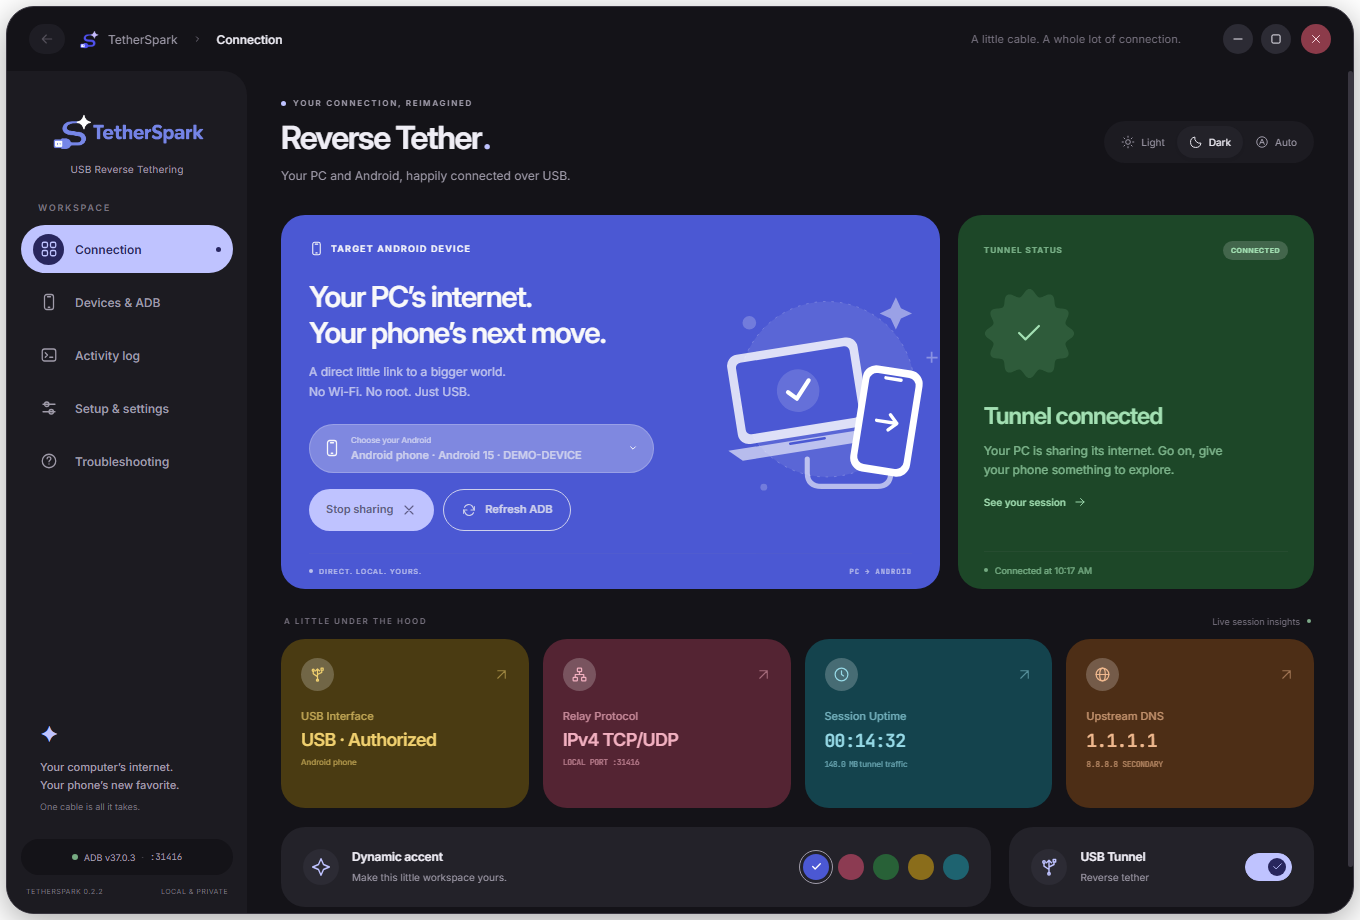 TetherSpark
Connection
A little cable. A whole lot of connection.
TetherSpark
USB Reverse Tethering
WORKSPACE
Connection
Devices & ADB
Activity log
Setup & settings
Troubleshooting
Your computer's internet.
Your phone's new favorite.
One cable is all it takes.
ADB v37.0.3 · :31416
TETHERSPARK 0.2.2
LOCAL & PRIVATE
YOUR CONNECTION, REIMAGINED
Reverse Tether.
Your PC and Android, happily connected over USB.
Light
Dark
Auto
TARGET ANDROID DEVICE
Your PC's internet.
Your phone's next move.
A direct little link to a bigger world.
No Wi-Fi. No root. Just USB.
Choose your Android
Android phone · Android 15 · DEMO-DEVICE
Stop sharing
Refresh ADB
DIRECT. LOCAL. YOURS.
PC → ANDROID
TUNNEL STATUS
CONNECTED
Tunnel connected
Your PC is sharing its internet. Go on, give
your phone something to explore.
See your session →
Connected at 10:17 AM
A LITTLE UNDER THE HOOD
Live session insights
USB Interface
USB · Authorized
Android phone
Relay Protocol
IPv4 TCP/UDP
LOCAL PORT :31416
Session Uptime
00:14:32
148.0 MB tunnel traffic
Upstream DNS
1.1.1.1
8.8.8.8 SECONDARY
Dynamic accent
Make this little workspace yours.
USB Tunnel
Reverse tether